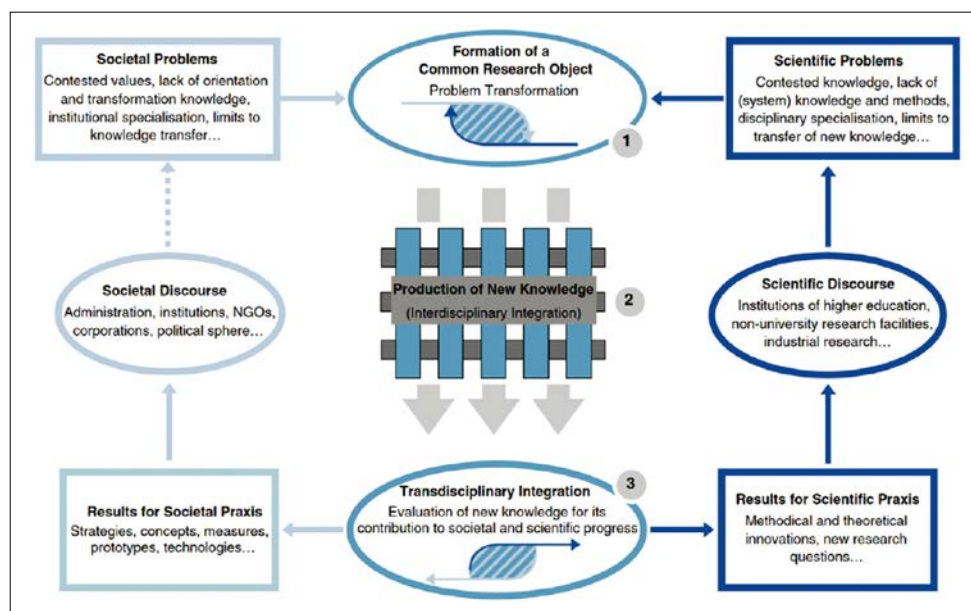 Societal Problems
Contested values, lack of orientation
and transformation knowledge,
institutional specialisation, limits to
knowledge transfer…
Formation of a
Common Research Object
Problem Transformation
1
Scientific Problems
Contested knowledge, lack of
(system) knowledge and methods,
disciplinary specialisation, limits to
transfer of new knowledge…
Societal Discourse
Administration, institutions, NGOs,
corporations, political sphere…
Production of New Knowledge
(Interdisciplinary Integration)
2
Scientific Discourse
Institutions of higher education,
non-university research facilities,
industrial research…
Results for Societal Praxis
Strategies, concepts, measures,
prototypes, technologies…
3
Transdisciplinary Integration
Evaluation of new knowledge for its
contribution to societal and scientific progress
Results for Scientific Praxis
Methodical and theoretical
innovations, new research
questions…